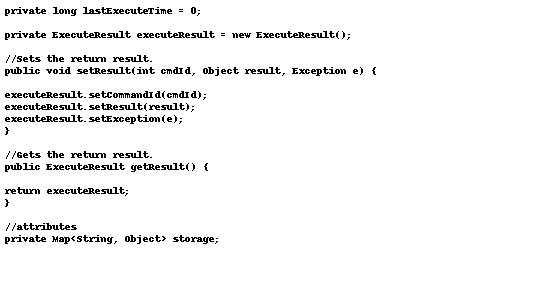 private long lastExecuteTime = 0;
private ExecuteResult executeResult = new ExecuteResult();
//Sets the return result.
public void setResult(int cmdId, Object result, Exception e) {
executeResult.setCommandId(cmdId);
executeResult.setResult(result);
executeResult.setException(e);
}
//Gets the return result.
public ExecuteResult getResult() {
return executeResult;
}
//attributes
private Map<String, Object> storage;